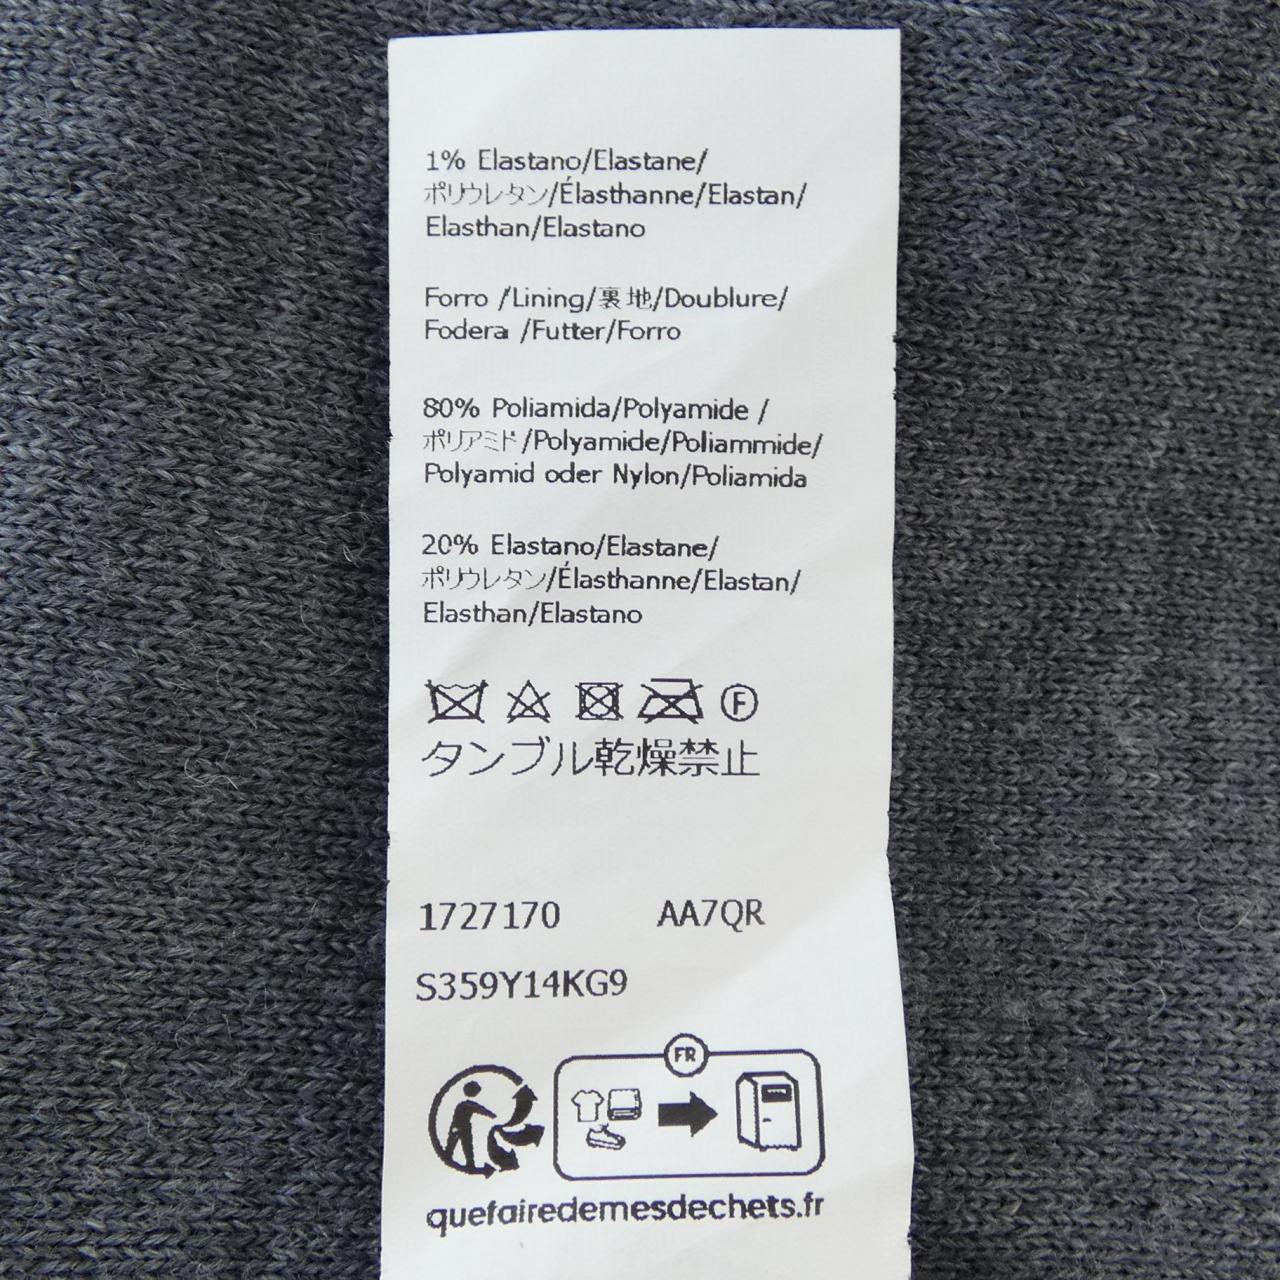 1% Elastano/Elastane/
ポリウレタン/Élasthanne/Elastan/
Elasthan/Elastano
Forro /Lining/裏地/Doublure/
Fodera /Futter/Forro
80% Poliamida/Polyamide /
ポリアミド/Polyamide/Poliammide/
Polyamid oder Nylon/Poliamida
20% Elastano/Elastane/
ポリウレタン/Élasthanne/Elastan/
Elasthan/Elastano
F
タンブル乾燥禁止
1727170 AA7QR
S359Y14KG9
FR
quefairedemesdechets.fr